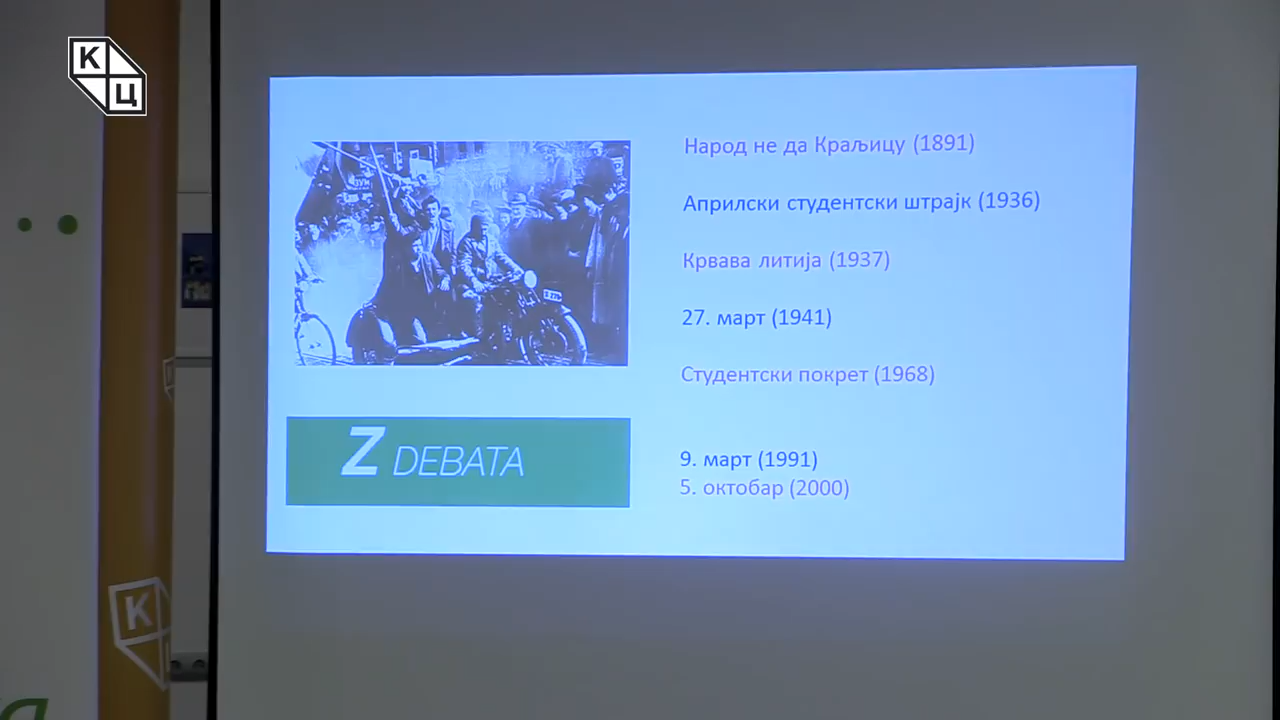 К
Ц
Народ не да Краљицу (1891)
Априлски студентски штрајк (1936)
Крвава литија (1937)
27. март (1941)
Студентски покрет (1968)
Z DEBATA
9. март (1991)
5. октобар (2000)
К